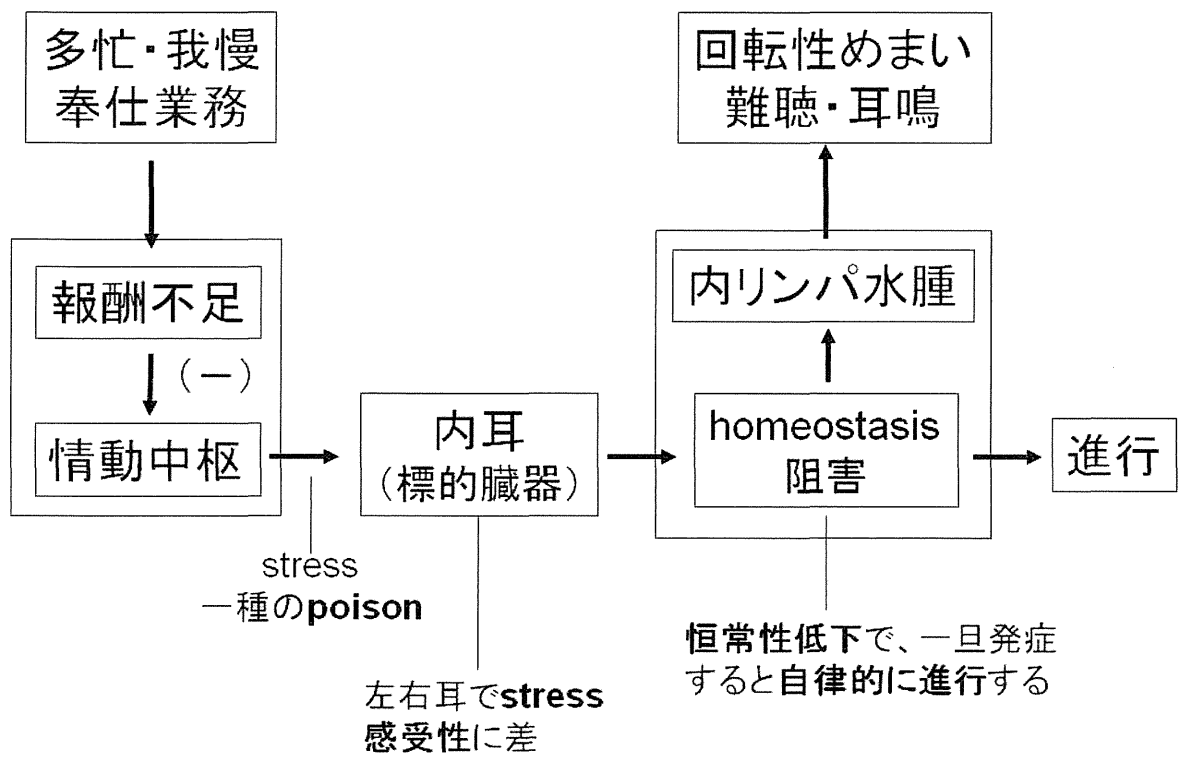 多忙・我慢
奉仕業務
報酬不足
（－）
情動中枢
stress
一種のpoison
内耳
（標的臓器）
左右耳でstress
感受性に差
回転性めまい
難聴・耳鳴
内リンパ水腫
homeostasis
阻害
恒常性低下で、一旦発症
すると自律的に進行する
進行